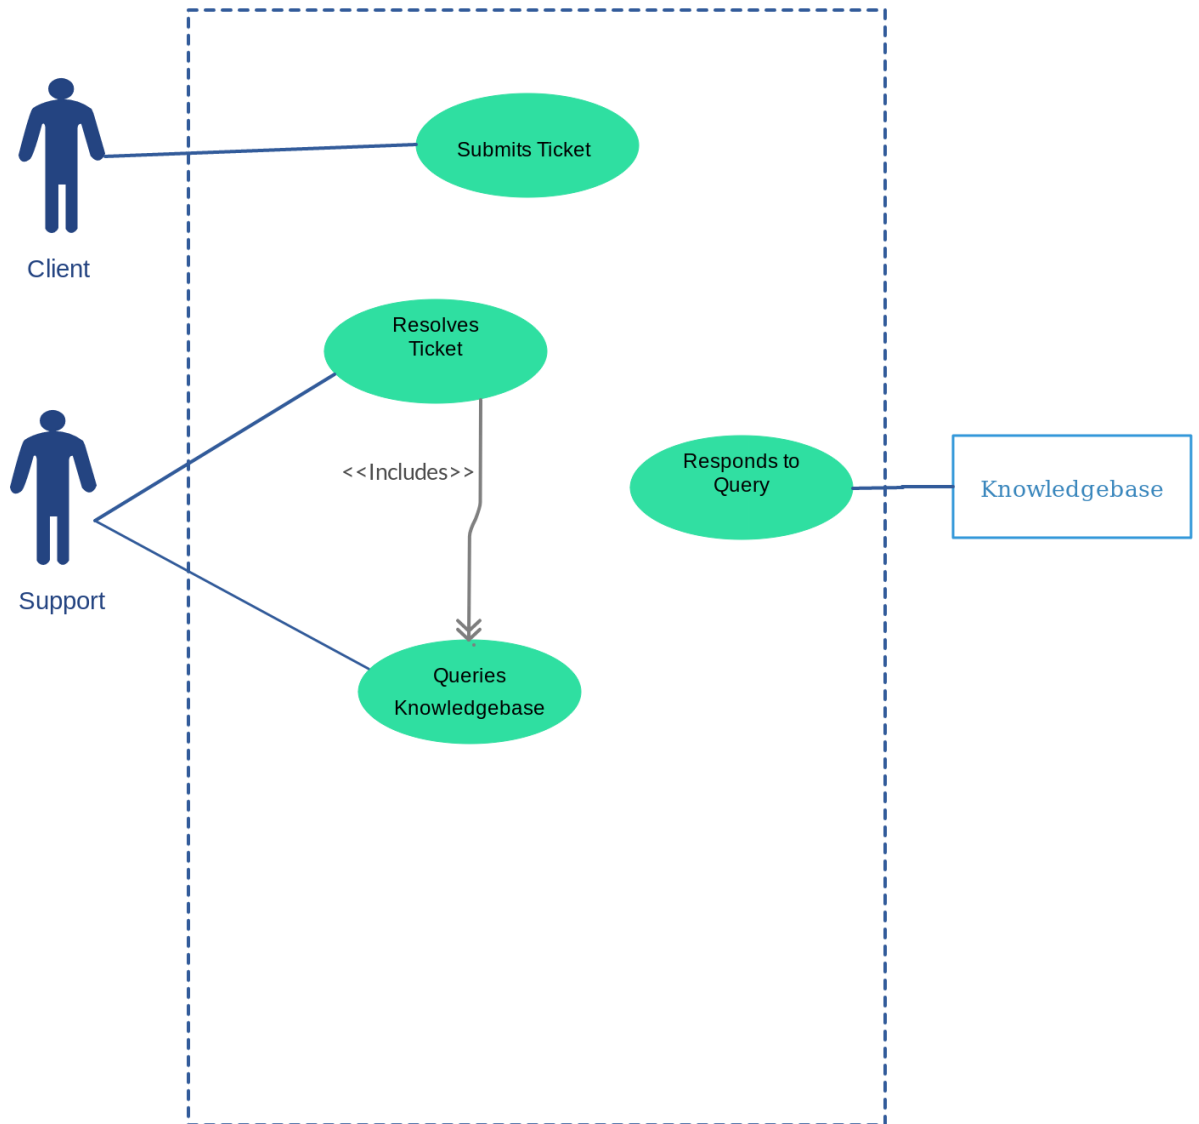 Submits Ticket
Client
Resolves
Ticket
<<Includes>>
Responds to
Query
Knowledgebase
Support
Queries
Knowledgebase